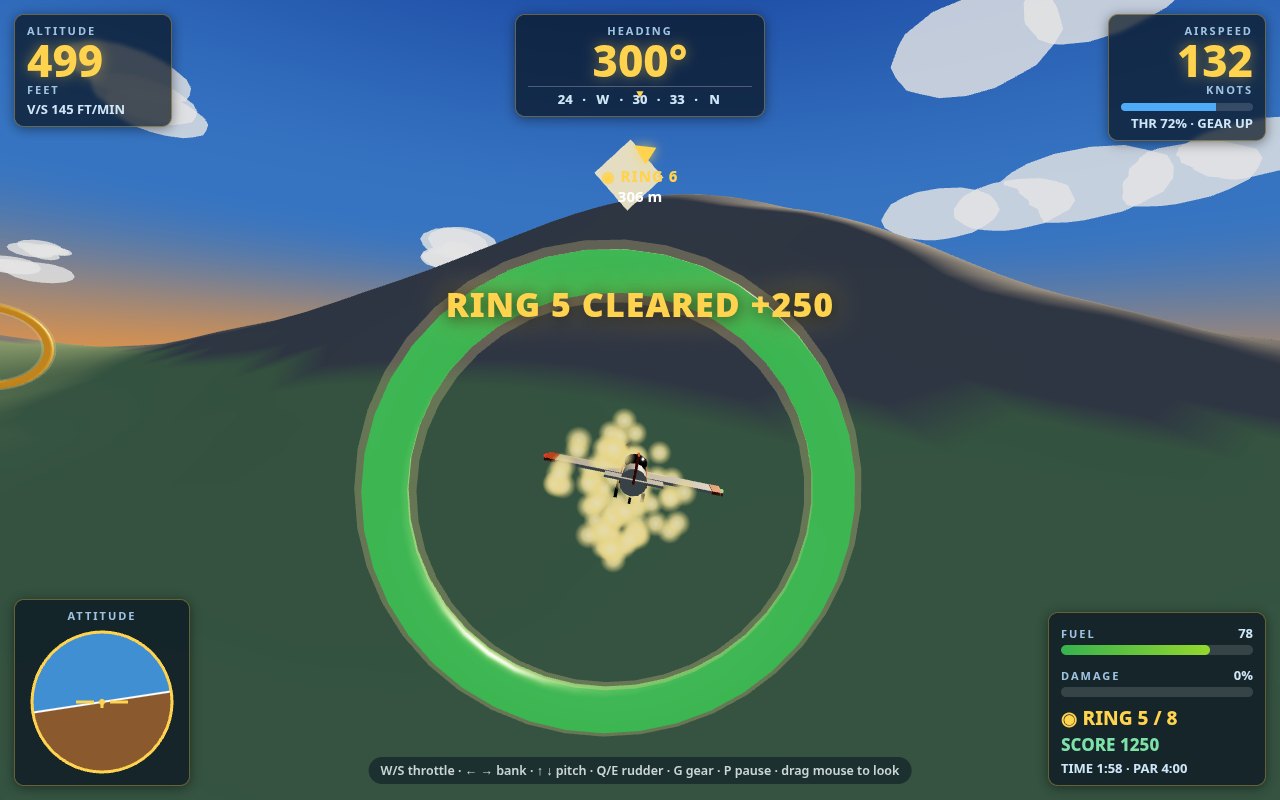 ALTITUDE
499
FEET
V/S 145 FT/MIN
HEADING
300°
24 · W · 30 · 33 · N
AIRSPEED
132
KNOTS
THR 72% · GEAR UP
◉ RING 6
306 m
RING 5 CLEARED +250
ATTITUDE
FUEL 78
DAMAGE 0%
◉ RING 5 / 8
SCORE 1250
TIME 1:58 · PAR 4:00
W/S throttle · ← → bank · ↑ ↓ pitch · Q/E rudder · G gear · P pause · drag mouse to look